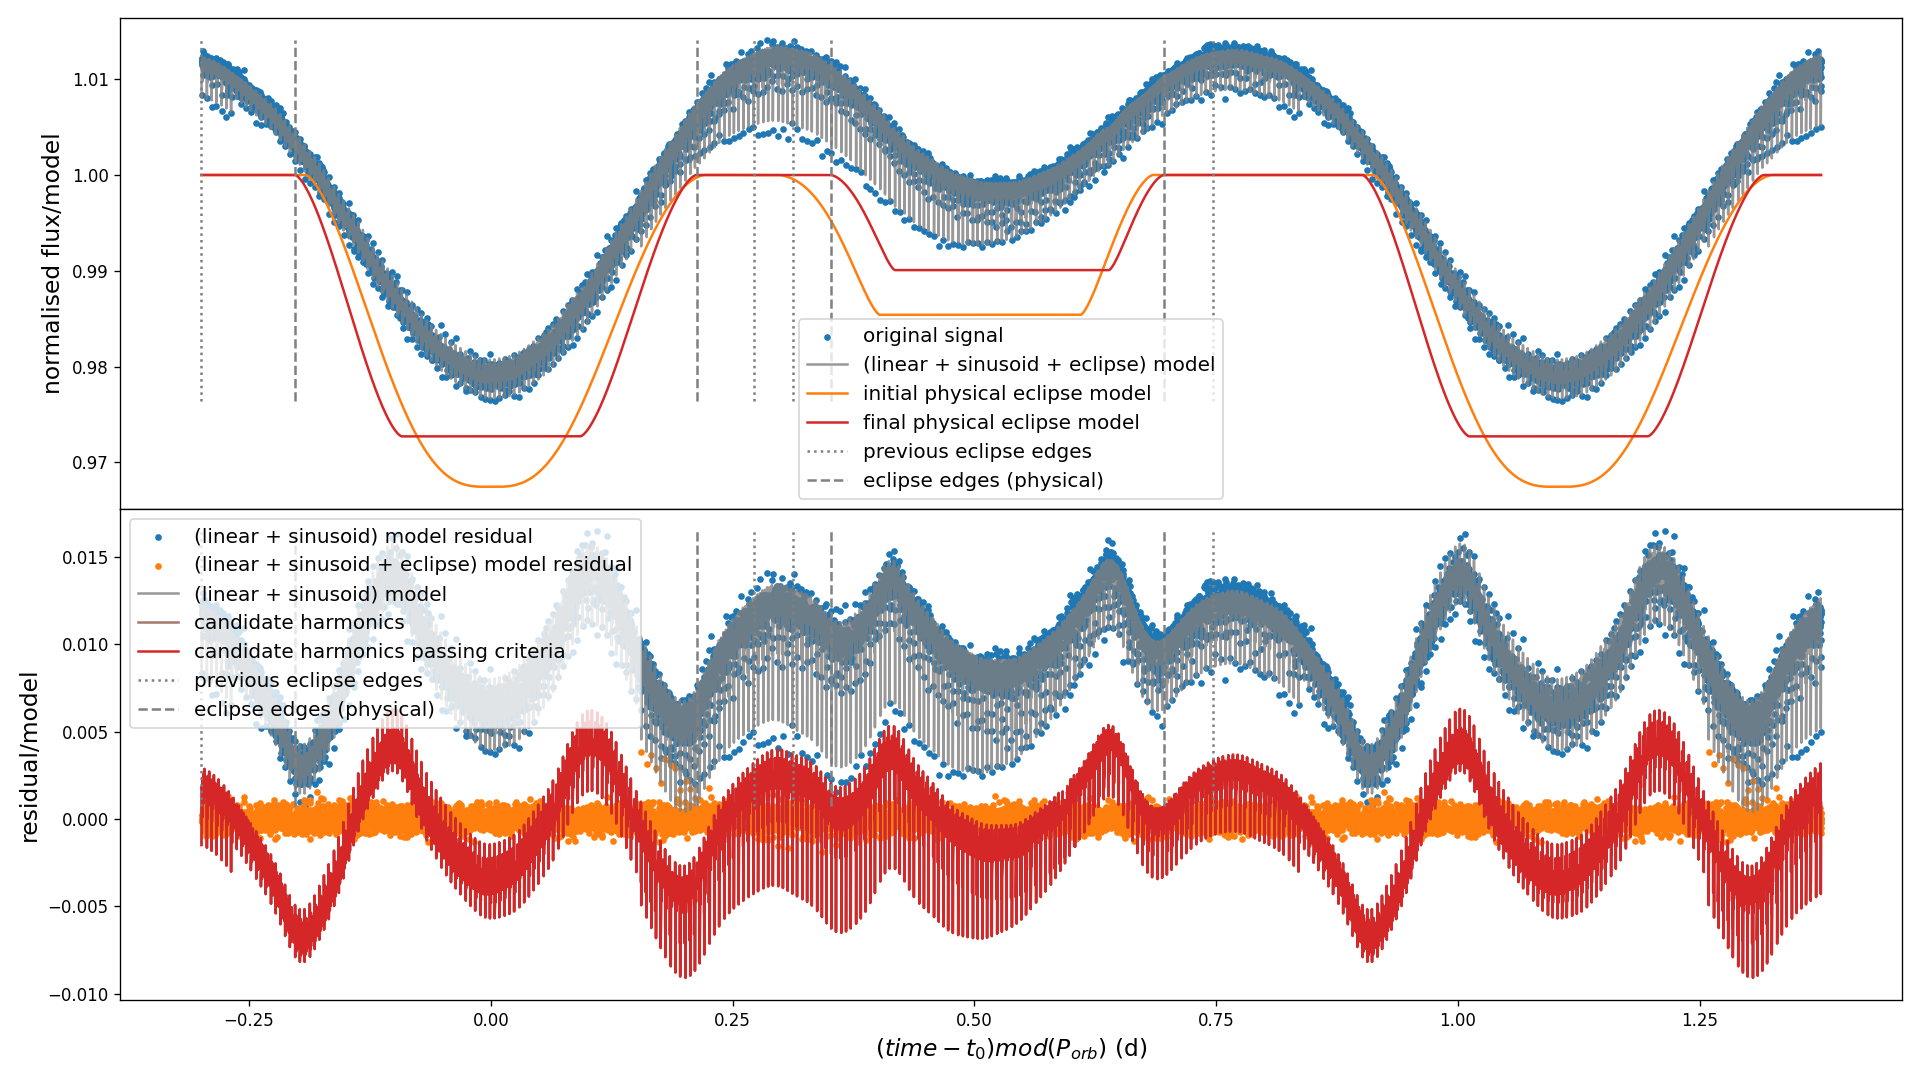 normalised flux/model
1.01
1.00
0.99
0.98
0.97
original signal
(linear + sinusoid + eclipse) model
initial physical eclipse model
final physical eclipse model
previous eclipse edges
eclipse edges (physical)
residual/model
0.015
0.010
0.005
0.000
−0.005
−0.010
(linear + sinusoid) model residual
(linear + sinusoid + eclipse) model residual
(linear + sinusoid) model
candidate harmonics
candidate harmonics passing criteria
previous eclipse edges
eclipse edges (physical)
−0.25 0.00 0.25 0.50 0.75 1.00 1.25
(time − t₀)mod(P_orb) (d)